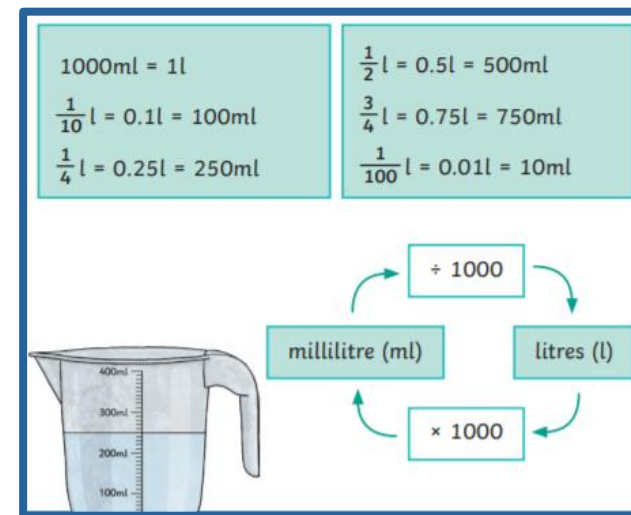 1000ml = 1l
1/10 l = 0.1l = 100ml
1/4 l = 0.25l = 250ml
1/2 l = 0.5l = 500ml
3/4 l = 0.75l = 750ml
1/100 l = 0.01l = 10ml
÷ 1000
millilitre (ml)
litres (l)
× 1000
400ml
300ml
200ml
100ml